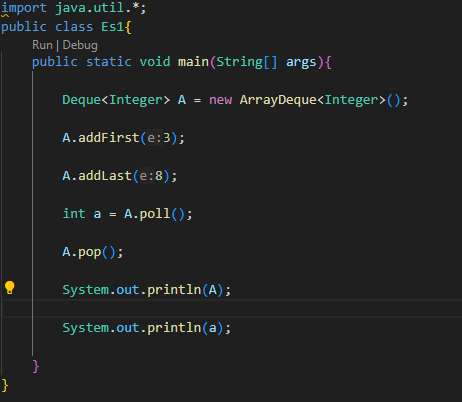 import java.util.*;
public class Es1{
Run | Debug
public static void main(String[] args){
Deque<Integer> A = new ArrayDeque<Integer>();
A.addFirst(e:3);
A.addLast(e:8);
int a = A.poll();
A.pop();
System.out.println(A);
System.out.println(a);
}
}